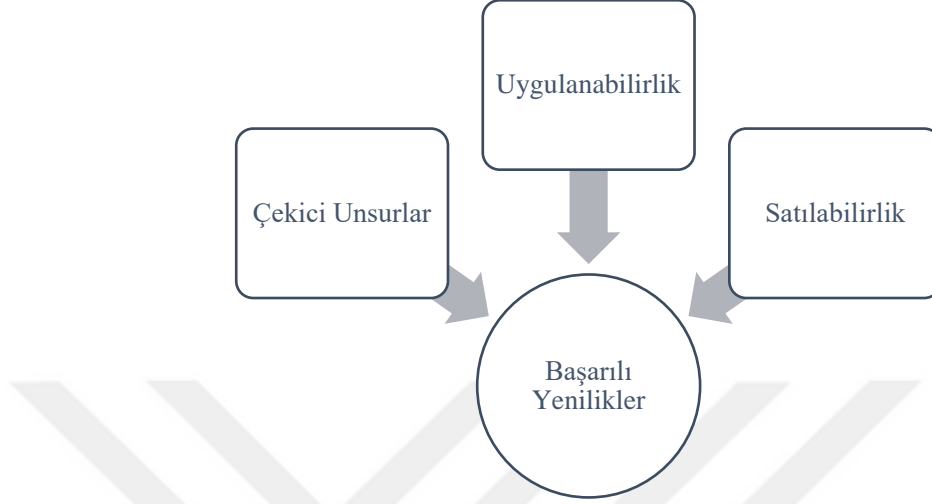 Uygulanabilirlik
Çekici Unsurlar
Satılabilirlik
Başarılı
Yenilikler